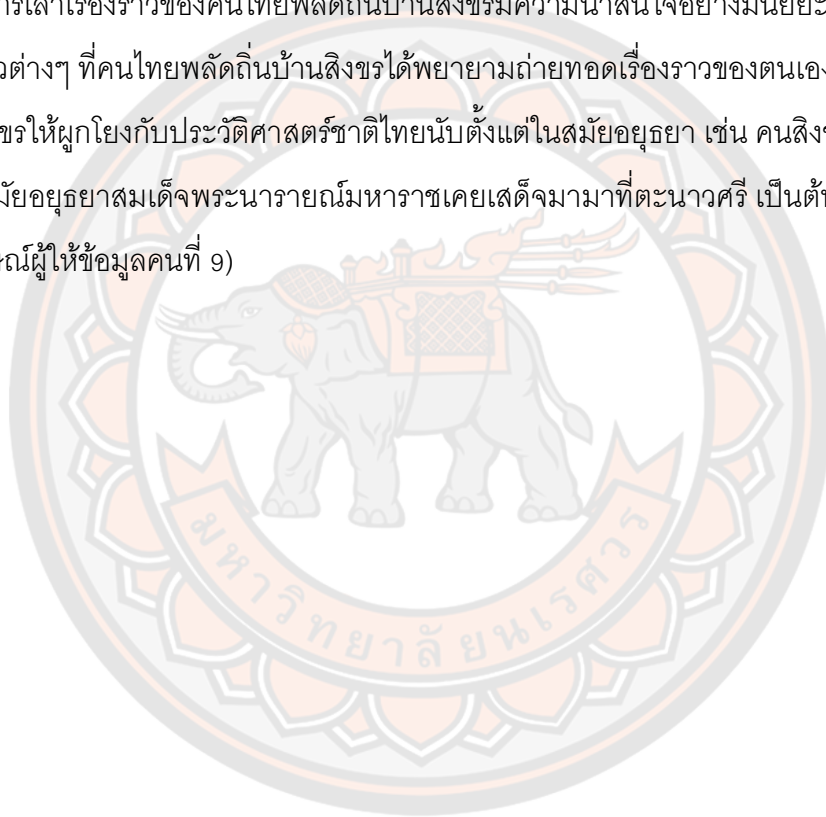 ารเล่าเรื่องราวของคนไทยพลัดถิ่นบ้านสิงขรมีความน่าสนใจอย่างมีนัยยะ
วต่างๆ ที่คนไทยพลัดถิ่นบ้านสิงขรได้พยายามถ่ายทอดเรื่องราวของตนเอง
ขรให้ผูกโยงกับประวัติศาสตร์ชาติไทยนับตั้งแต่ในสมัยอยุธยา เช่น คนสิงข
มัยอยุธยาสมเด็จพระนารายณ์มหาราชเคยเสด็จมามาที่ตะนาวศรี เป็นต้น
ษณ์ผู้ให้ข้อมูลคนที่ 9)
มหาวิทยาลัยนเรศวร